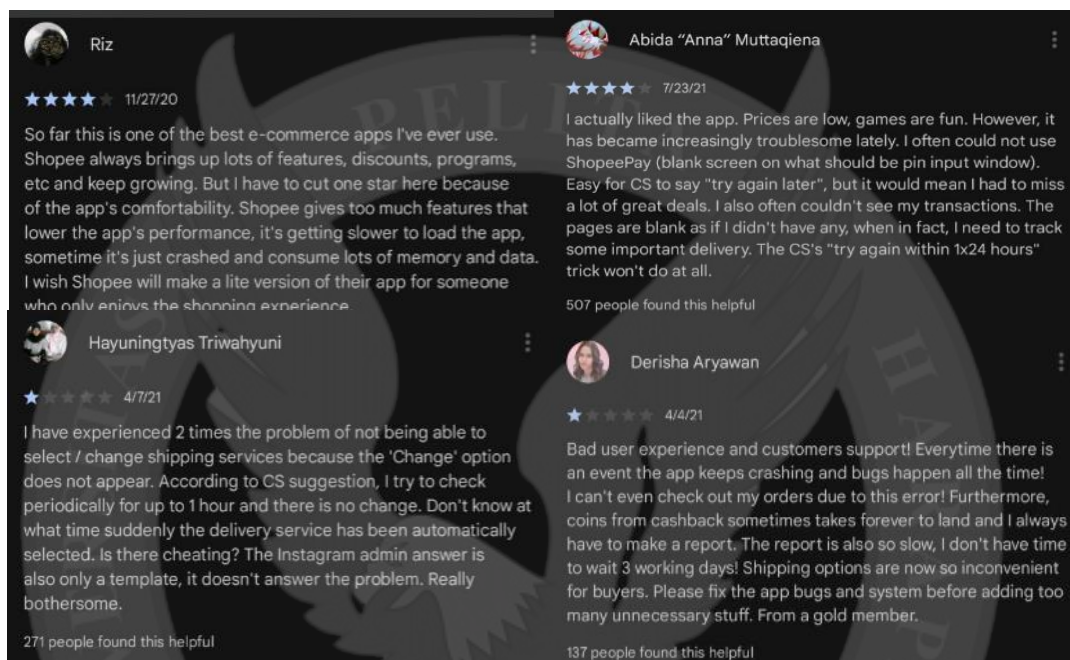 Riz
11/27/20
So far this is one of the best e-commerce apps I've ever use.
Shopee always brings up lots of features, discounts, programs,
etc and keep growing. But I have to cut one star here because
of the app's comfortability. Shopee gives too much features that
lower the app's performance, it's getting slower to load the app,
sometime it's just crashed and consume lots of memory and data.
I wish Shopee will make a lite version of their app for someone
who only enjoys the shopping experience.
Abida “Anna” Muttaqiena
7/23/21
I actually liked the app. Prices are low, games are fun. However, it
has became increasingly troublesome lately. I often could not use
ShopeePay (blank screen on what should be pin input window).
Easy for CS to say "try again later", but it would mean I had to miss
a lot of great deals. I also often couldn't see my transactions. The
pages are blank as if I didn't have any, when in fact, I need to track
some important delivery. The CS's "try again within 1x24 hours"
trick won't do at all.
507 people found this helpful
Hayuningtyas Triwahyuni
4/7/21
I have experienced 2 times the problem of not being able to
select / change shipping services because the 'Change' option
does not appear. According to CS suggestion, I try to check
periodically for up to 1 hour and there is no change. Don't know at
what time suddenly the delivery service has been automatically
selected. Is there cheating? The Instagram admin answer is
also only a template, it doesn't answer the problem. Really
bothersome.
271 people found this helpful
Derisha Aryawan
4/4/21
Bad user experience and customers support! Everytime there is
an event the app keeps crashing and bugs happen all the time!
I can't even check out my orders due to this error! Furthermore,
coins from cashback sometimes takes forever to land and I always
have to make a report. The report is also so slow, I don't have time
to wait 3 working days! Shipping options are now so inconvenient
for buyers. Please fix the app bugs and system before adding too
many unnecessary stuff. From a gold member.
137 people found this helpful
PELITA
HARAP